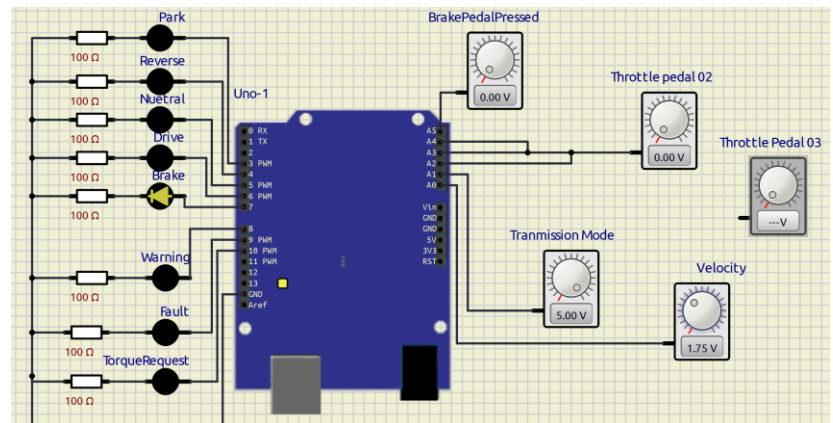 Park
100 Ω
Reverse
100 Ω
Nuetral
100 Ω
Drive
100 Ω
Brake
100 Ω
Warning
100 Ω
Fault
100 Ω
TorqueRequest
100 Ω
Uno-1
0 RX
1 TX
2
3 PWM
4
5 PWM
6 PWM
7
8
9 PWM
10 PWM
11 PWM
12
13
GND
Aref
Uno
A5
A4
A3
A2
A1
A0
Vin
GND
GND
5V
3V3
RST
BrakePedalPressed
0.00 V
Throttle pedal 02
0.00 V
Throttle Pedal 03
---V
Tranmission Mode
5.00 V
Velocity
1.75 V